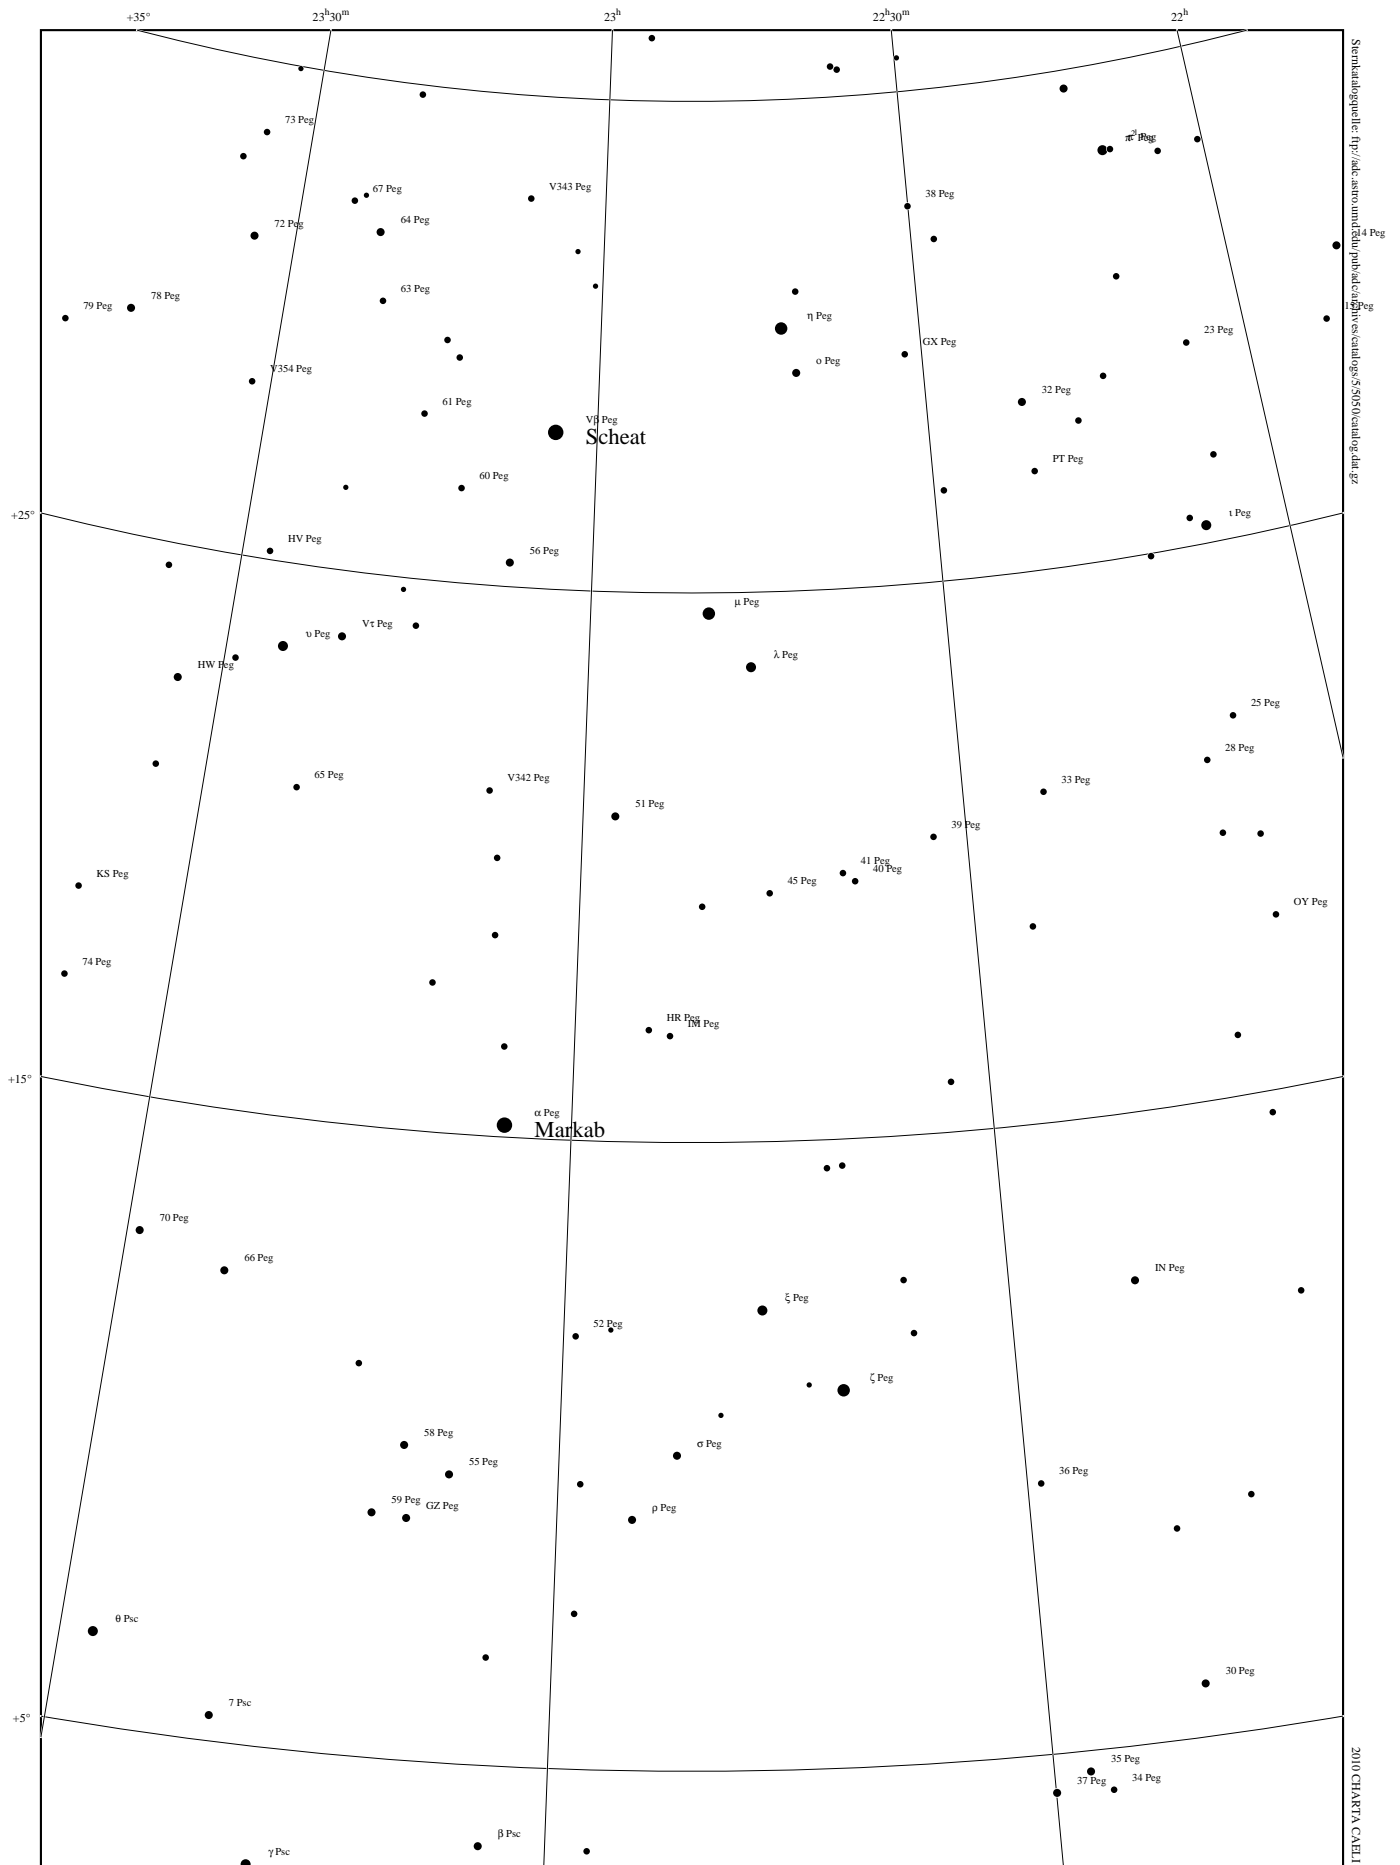 +35°
23h30m
23h
22h30m
22h
73 Peg
π2 Peg
67 Peg
V343 Peg
38 Peg
72 Peg
64 Peg
14 Peg
79 Peg
78 Peg
63 Peg
η Peg
15 Peg
23 Peg
GX Peg
ο Peg
V354 Peg
32 Peg
61 Peg
Vβ Peg
Scheat
PT Peg
60 Peg
ι Peg
+25°
HV Peg
56 Peg
μ Peg
υ Peg
Vτ Peg
HW Peg
λ Peg
25 Peg
28 Peg
65 Peg
V342 Peg
33 Peg
51 Peg
39 Peg
41 Peg
40 Peg
KS Peg
45 Peg
OY Peg
74 Peg
HR Peg
IM Peg
+15°
α Peg
Markab
70 Peg
66 Peg
IN Peg
ξ Peg
52 Peg
ζ Peg
58 Peg
σ Peg
55 Peg
36 Peg
59 Peg
GZ Peg
ρ Peg
θ Psc
30 Peg
7 Psc
+5°
35 Peg
37 Peg
34 Peg
β Psc
γ Psc
Sternkatalogquelle: ftp://adc.astro.umd.edu/pub/adc/archives/catalogs/5/5050/catalog.dat.gz
2010 CHARTA CAELI